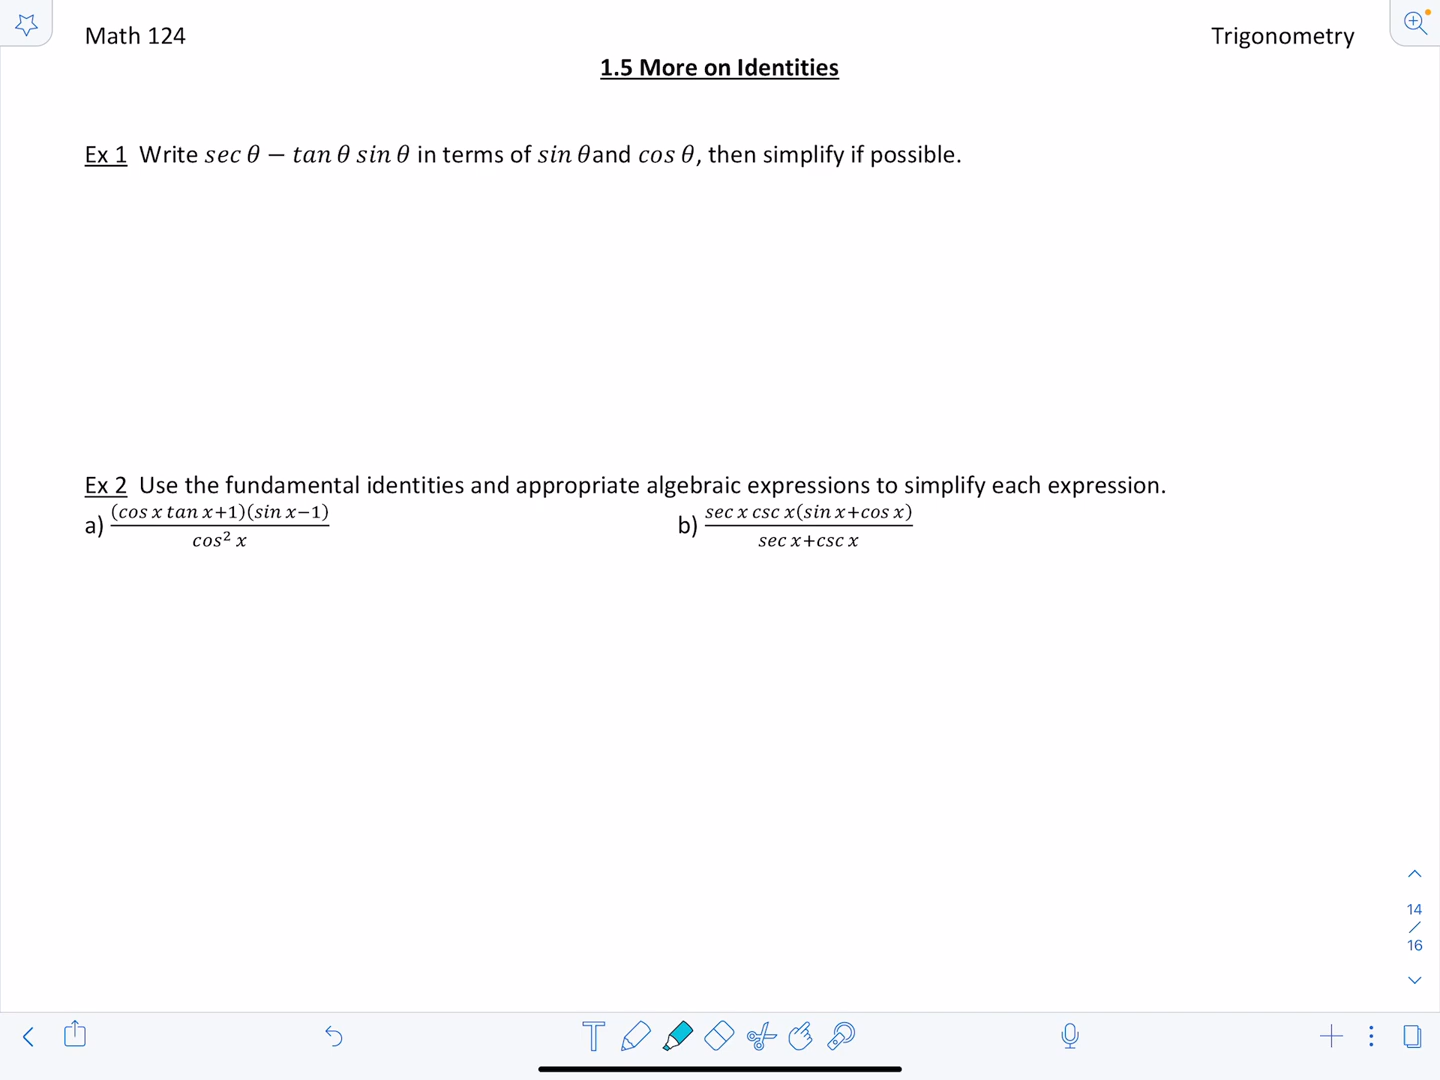 Math 124 Trigonometry
1.5 More on Identities
Ex 1 Write sec θ − tan θ sin θ in terms of sin θand cos θ, then simplify if possible.
Ex 2 Use the fundamental identities and appropriate algebraic expressions to simplify each expression.
a) (cos x tan x+1)(sin x−1) / cos² x b) sec x csc x(sin x+cos x) / sec x+csc x
14
/
16